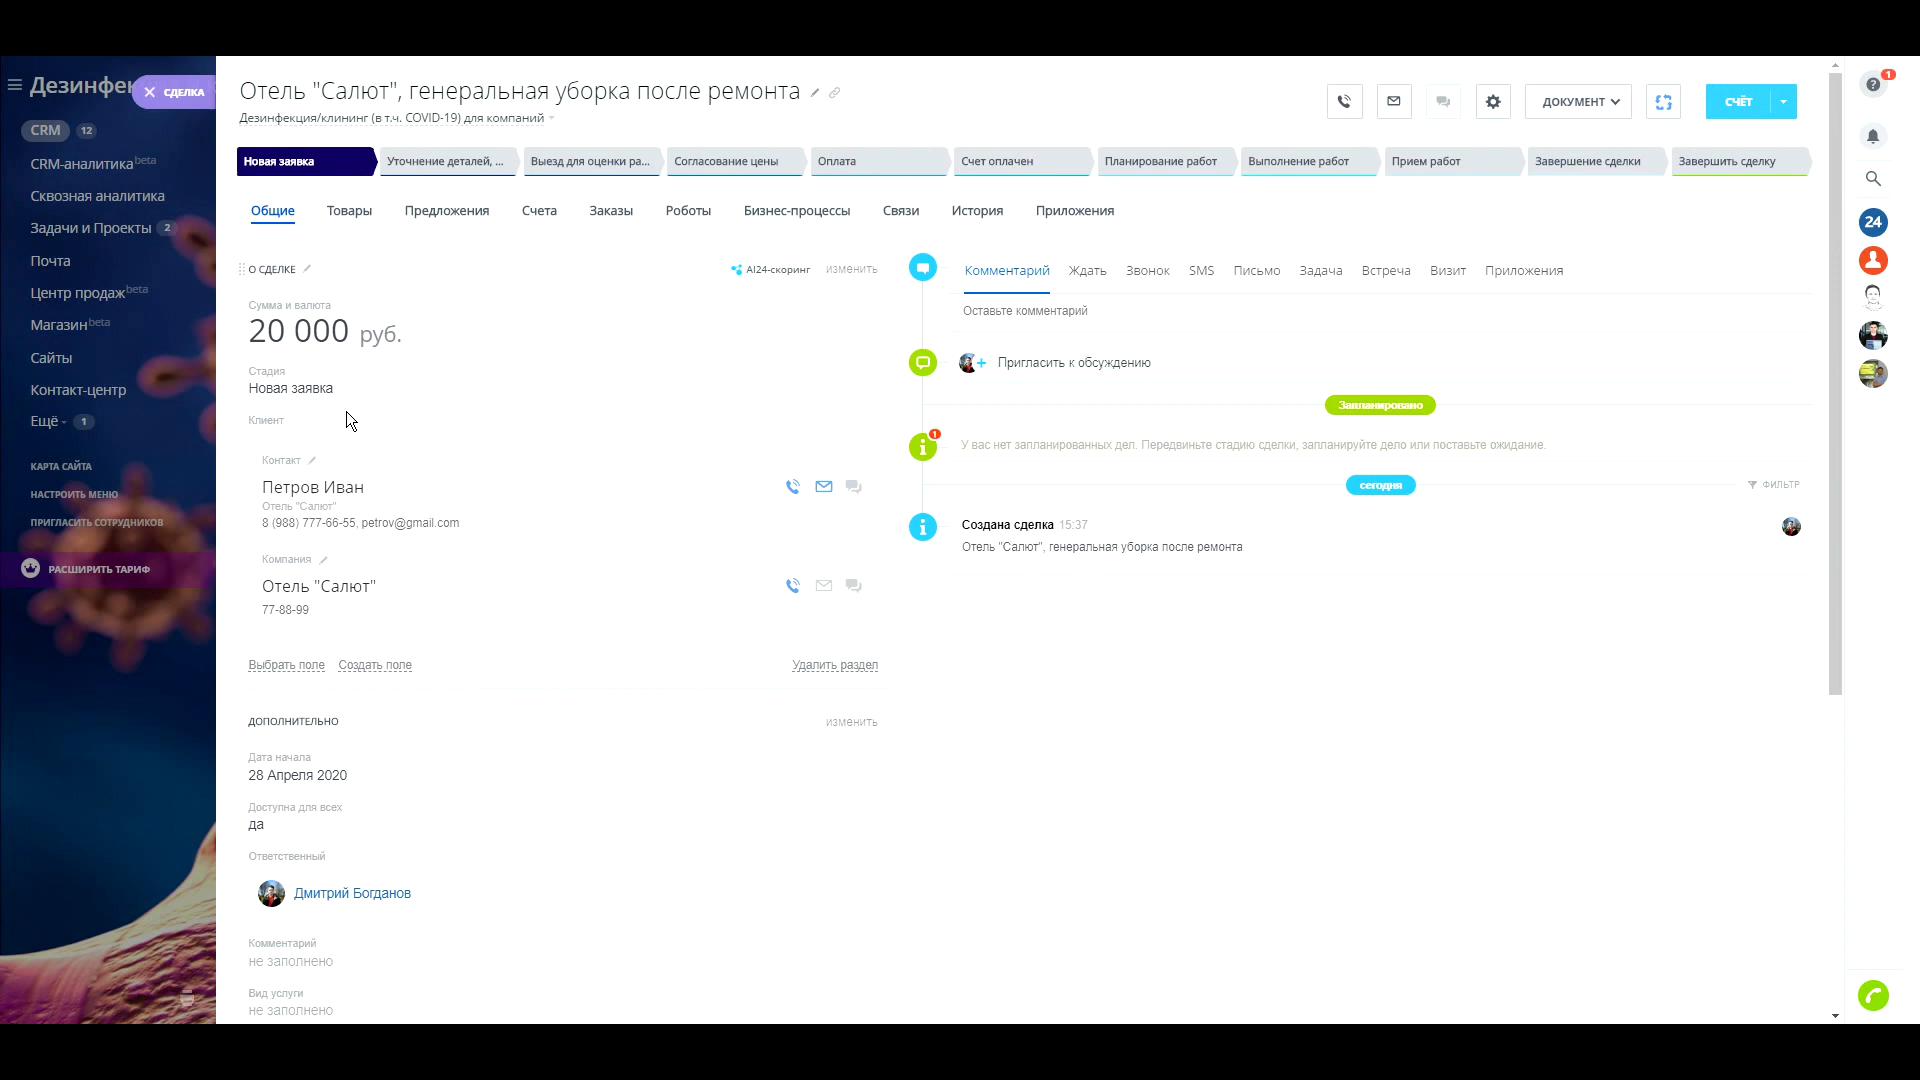 Дезинфек
СДЕЛКА
CRM 12
CRM-аналитика beta
Сквозная аналитика
Задачи и Проекты 2
Почта
Центр продаж beta
Магазин beta
Сайты
Контакт-центр
Ещё 1
КАРТА САЙТА
НАСТРОИТЬ МЕНЮ
ПРИГЛАСИТЬ СОТРУДНИКОВ
РАСШИРИТЬ ТАРИФ
Отель "Салют", генеральная уборка после ремонта
Дезинфекция/клининг (в т.ч. COVID-19) для компаний
ДОКУМЕНТ
СЧЁТ
Новая заявка
Уточнение деталей, ...
Выезд для оценки ра...
Согласование цены
Оплата
Счет оплачен
Планирование работ
Выполнение работ
Прием работ
Завершение сделки
Завершить сделку
Общие
Товары
Предложения
Счета
Заказы
Роботы
Бизнес-процессы
Связи
История
Приложения
О СДЕЛКЕ
AI24-скоринг
изменить
Сумма и валюта
20 000 руб.
Стадия
Новая заявка
Клиент
Контакт
Петров Иван
Отель "Салют"
8 (988) 777-66-55, petrov@gmail.com
Компания
Отель "Салют"
77-88-99
Выбрать поле
Создать поле
Удалить раздел
ДОПОЛНИТЕЛЬНО
изменить
Дата начала
28 Апреля 2020
Доступна для всех
да
Ответственный
Дмитрий Богданов
Комментарий
не заполнено
Вид услуги
не заполнено
Комментарий
Ждать
Звонок
SMS
Письмо
Задача
Встреча
Визит
Приложения
Оставьте комментарий
Пригласить к обсуждению
Запланировано
1
У вас нет запланированных дел. Передвиньте стадию сделки, запланируйте дело или поставьте ожидание.
сегодня
ФИЛЬТР
Создана сделка 15:37
Отель "Салют", генеральная уборка после ремонта
1
24